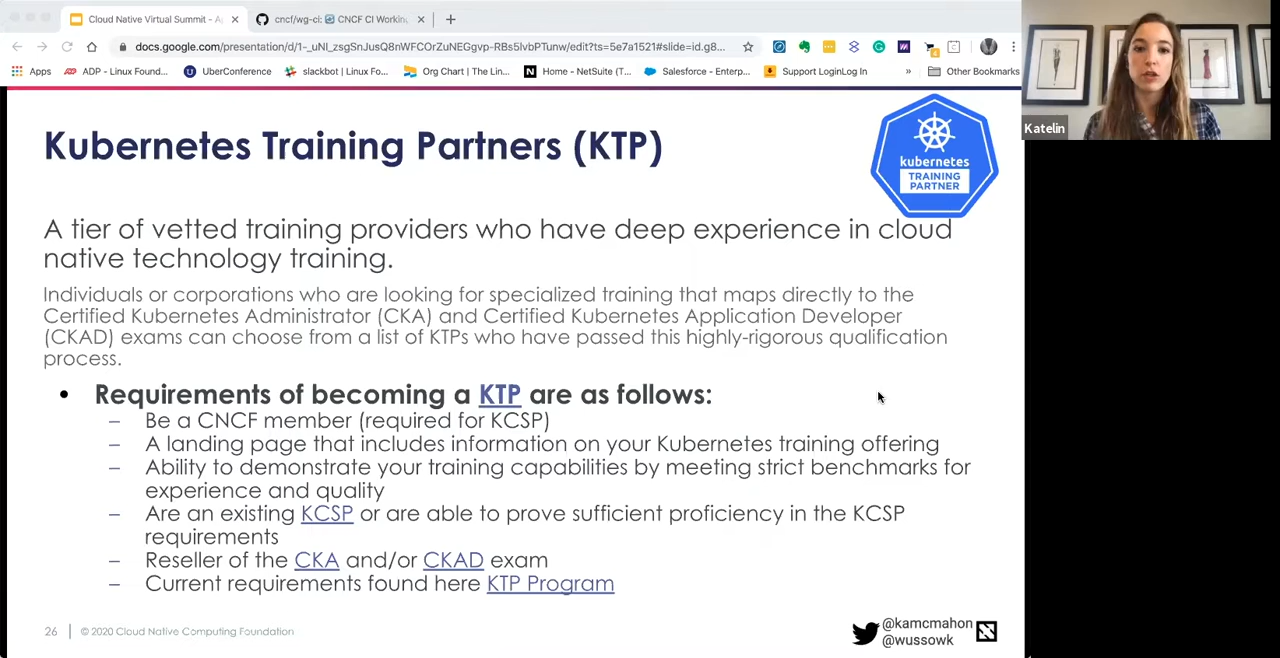 Cloud Native Virtual Summit - A
cncf/wg-ci: CNCF CI Workin
docs.google.com/presentation/d/1-_uNl_zsgSnJusQ8nWFCOrZuNEGgvp-RBs5lvbPTunw/edit?ts=5e7a1521#slide=id.g8...
Apps
ADP - Linux Found...
UberConference
slackbot | Linux Fo...
Org Chart | The Lin...
Home - NetSuite (T...
Salesforce - Enterp...
Support LoginLog In
»
Other Bookmarks
Katelin
Kubernetes Training Partners (KTP)
kubernetes
TRAINING
PARTNER
A tier of vetted training providers who have deep experience in cloud
native technology training.
Individuals or corporations who are looking for specialized training that maps directly to the
Certified Kubernetes Administrator (CKA) and Certified Kubernetes Application Developer
(CKAD) exams can choose from a list of KTPs who have passed this highly-rigorous qualification
process.
• Requirements of becoming a KTP are as follows:
– Be a CNCF member (required for KCSP)
– A landing page that includes information on your Kubernetes training offering
– Ability to demonstrate your training capabilities by meeting strict benchmarks for
experience and quality
– Are an existing KCSP or are able to prove sufficient proficiency in the KCSP
requirements
– Reseller of the CKA and/or CKAD exam
– Current requirements found here KTP Program
26 | © 2020 Cloud Native Computing Foundation
@kamcmahon
@wussowk